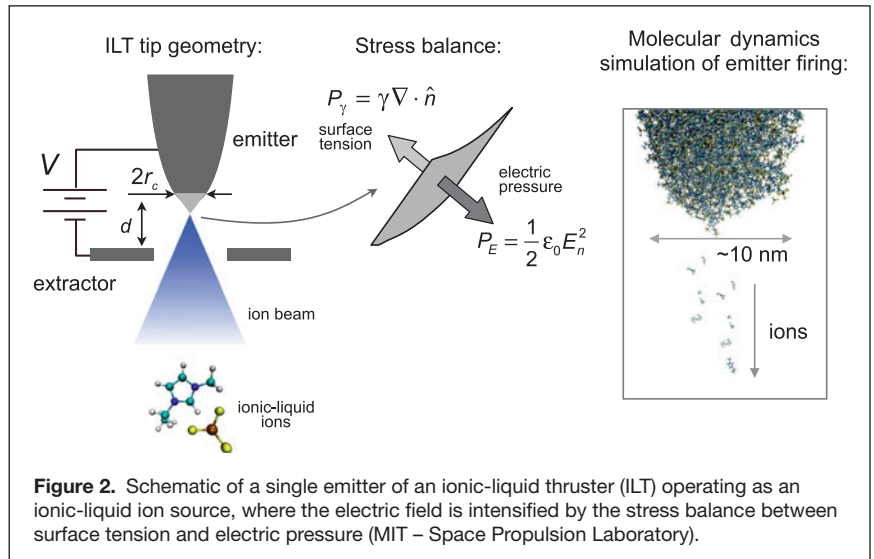 ILT tip geometry:
Stress balance:
Molecular dynamics
simulation of emitter firing:
V
2r_c
d
emitter
extractor
ion beam
ionic-liquid
ions
P_γ = γ∇ · n̂
surface
tension
electric
pressure
P_E = 1/2 ε₀E_n²
~10 nm
ions
Figure 2. Schematic of a single emitter of an ionic-liquid thruster (ILT) operating as an
ionic-liquid ion source, where the electric field is intensified by the stress balance between
surface tension and electric pressure (MIT – Space Propulsion Laboratory).